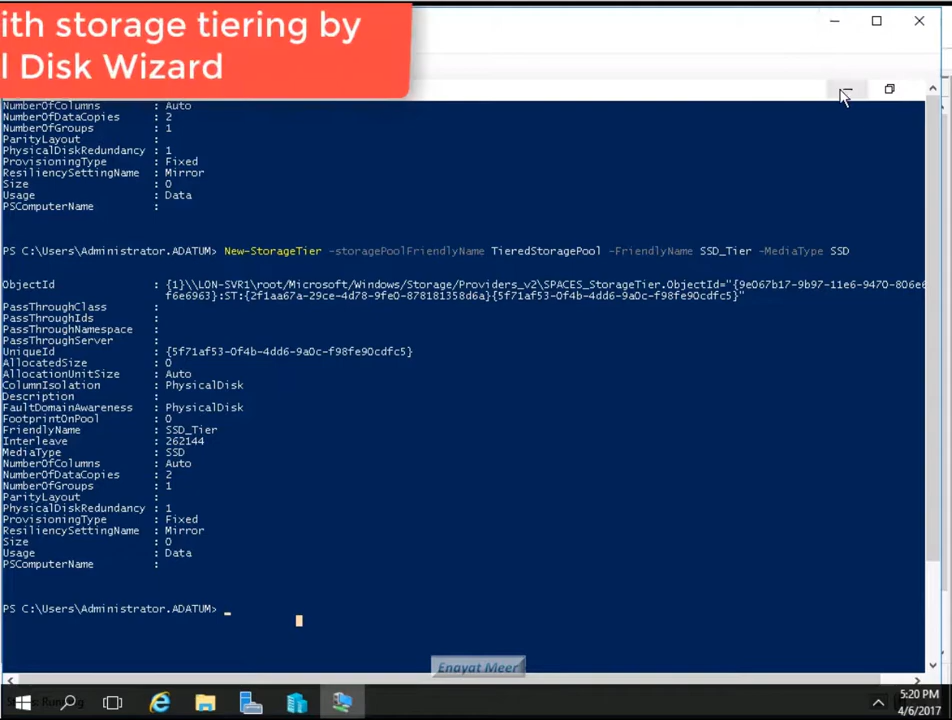 ith storage tiering by
l Disk Wizard
NumberOfColumns : Auto
NumberOfDataCopies : 2
NumberOfGroups : 1
ParityLayout :
PhysicalDiskRedundancy : 1
ProvisioningType : Fixed
ResiliencySettingName : Mirror
Size : 0
Usage : Data
PSComputerName :
PS C:\Users\Administrator.ADATUM> New-StorageTier -storagePoolFriendlyName TieredStoragePool -FriendlyName SSD_Tier -MediaType SSD
ObjectId : {1}\\LON-SVR1\root/Microsoft/Windows/Storage/Providers_v2\SPACES_StorageTier.ObjectId="{9e067b17-9b97-11e6-9470-806e6
f6e6963}:ST:{2f1aa67a-29ce-4d78-9fe0-878181358d6a}{5f71af53-0f4b-4dd6-9a0c-f98fe90cdfc5}"
PassThroughClass :
PassThroughIds :
PassThroughNamespace :
PassThroughServer :
UniqueId : {5f71af53-0f4b-4dd6-9a0c-f98fe90cdfc5}
AllocatedSize : 0
AllocationUnitSize : Auto
ColumnIsolation : PhysicalDisk
Description :
FaultDomainAwareness : PhysicalDisk
FootprintOnPool : 0
FriendlyName : SSD_Tier
Interleave : 262144
MediaType : SSD
NumberOfColumns : Auto
NumberOfDataCopies : 2
NumberOfGroups : 1
ParityLayout :
PhysicalDiskRedundancy : 1
ProvisioningType : Fixed
ResiliencySettingName : Mirror
Size : 0
Usage : Data
PSComputerName :
PS C:\Users\Administrator.ADATUM>
Enayat Meer
5:20 PM
4/6/2017